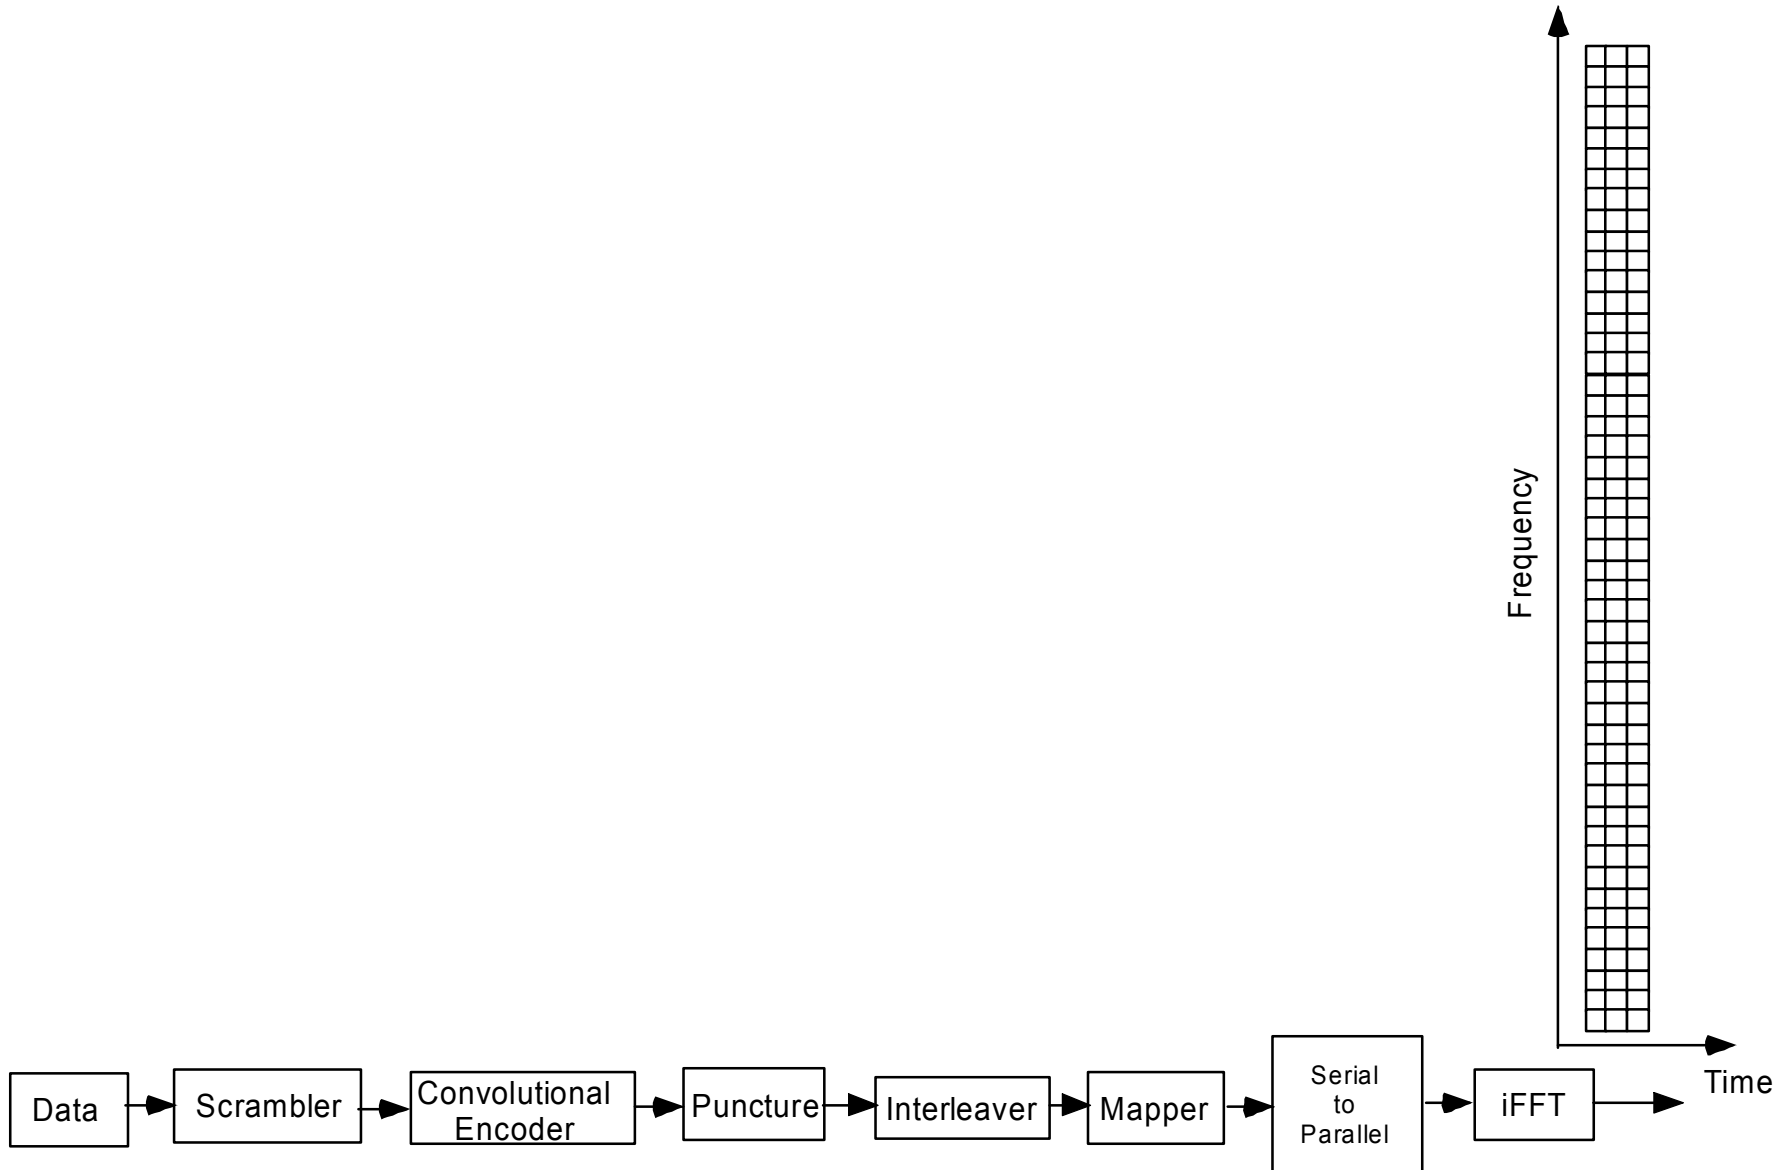 Frequency
Time
Data
Scrambler
Convolutional
Encoder
Puncture
Interleaver
Mapper
Serial
to
Parallel
iFFT